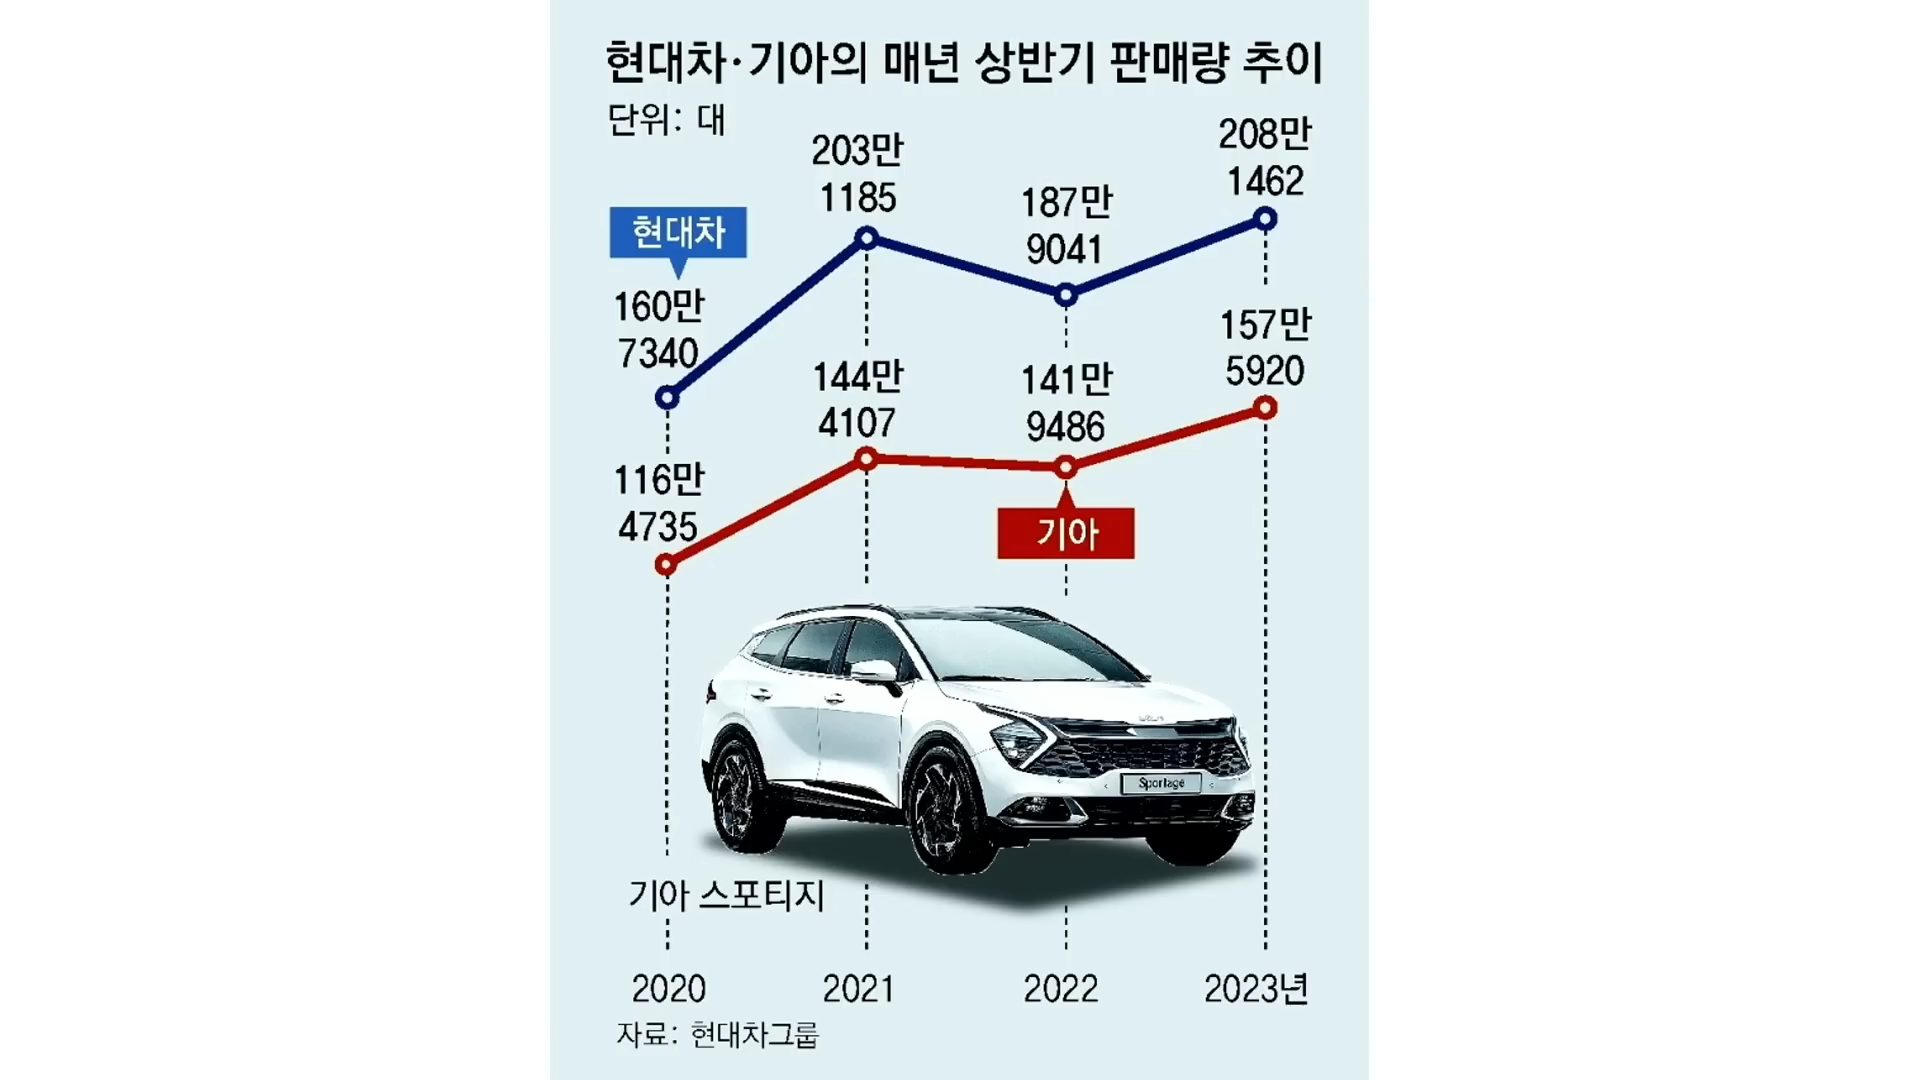 현대차·기아의 매년 상반기 판매량 추이
단위: 대
현대차
160만
7340
203만
1185
187만
9041
208만
1462
116만
4735
144만
4107
141만
9486
157만
5920
기아
Sportage
기아 스포티지
2020
2021
2022
2023년
자료: 현대차그룹